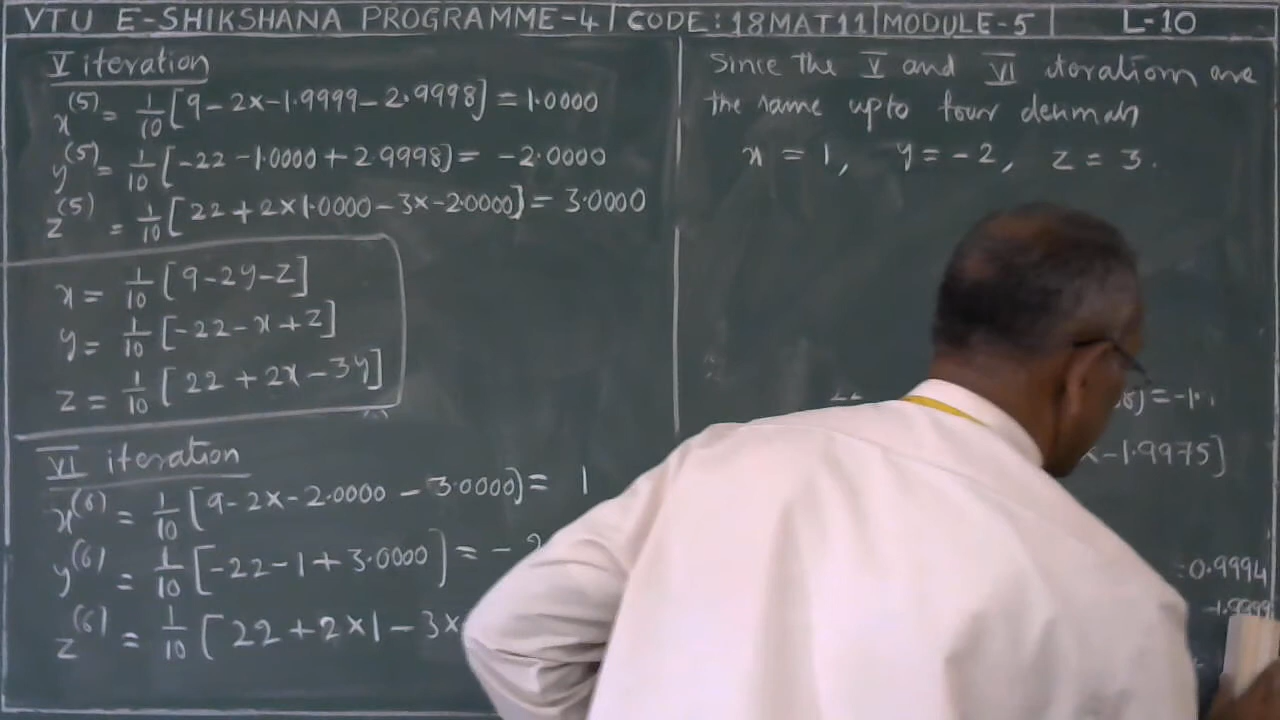 VTU E-SHIKSHANA PROGRAMME-4 | CODE: 18MAT11 | MODULE-5 | L-10
V iteration
x^(5) = 1/10 [9-2x-1.9999-2.9998] = 1.0000
y^(5) = 1/10 [-22-1.0000+2.9998] = -2.0000
z^(5) = 1/10 [22+2x1.0000-3x-2.0000] = 3.0000
x = 1/10 [9-2y-z]
y = 1/10 [-22-x+z]
z = 1/10 [22+2x-3y]
VI iteration
x^(6) = 1/10 [9-2x-2.0000-3.0000] = 1
y^(6) = 1/10 [-22-1+3.0000] = -2
z^(6) = 1/10 [22+2x1-3x
Since the V and VI iterations are
the same upto four decimals
x = 1, y = -2, z = 3.
x-1.9975]
=0.9994
-1.9999